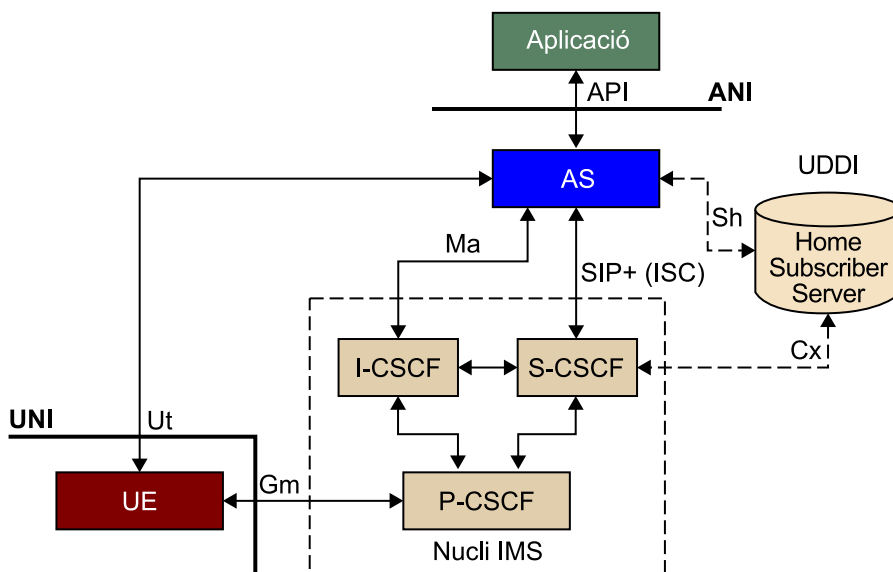 Aplicació
API
ANI
AS
UDDI
Sh
Home
Subscriber
Server
Ma
SIP+ (ISC)
I-CSCF
S-CSCF
Cx
UNI
Ut
UE
Gm
P-CSCF
Nucli IMS